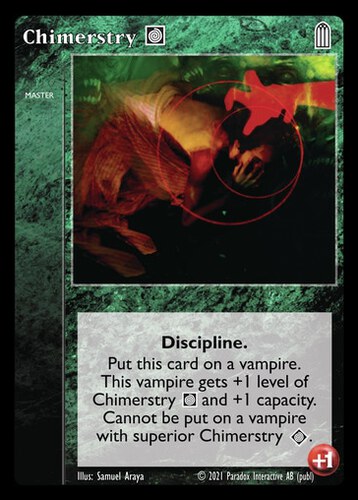 Chimerstry
MASTER
Discipline.
Put this card on a vampire.
This vampire gets +1 level of
Chimerstry and +1 capacity.
Cannot be put on a vampire
with superior Chimerstry .
+1
Illus: Samuel Araya © 2021 Paradox Interactive AB (publ)